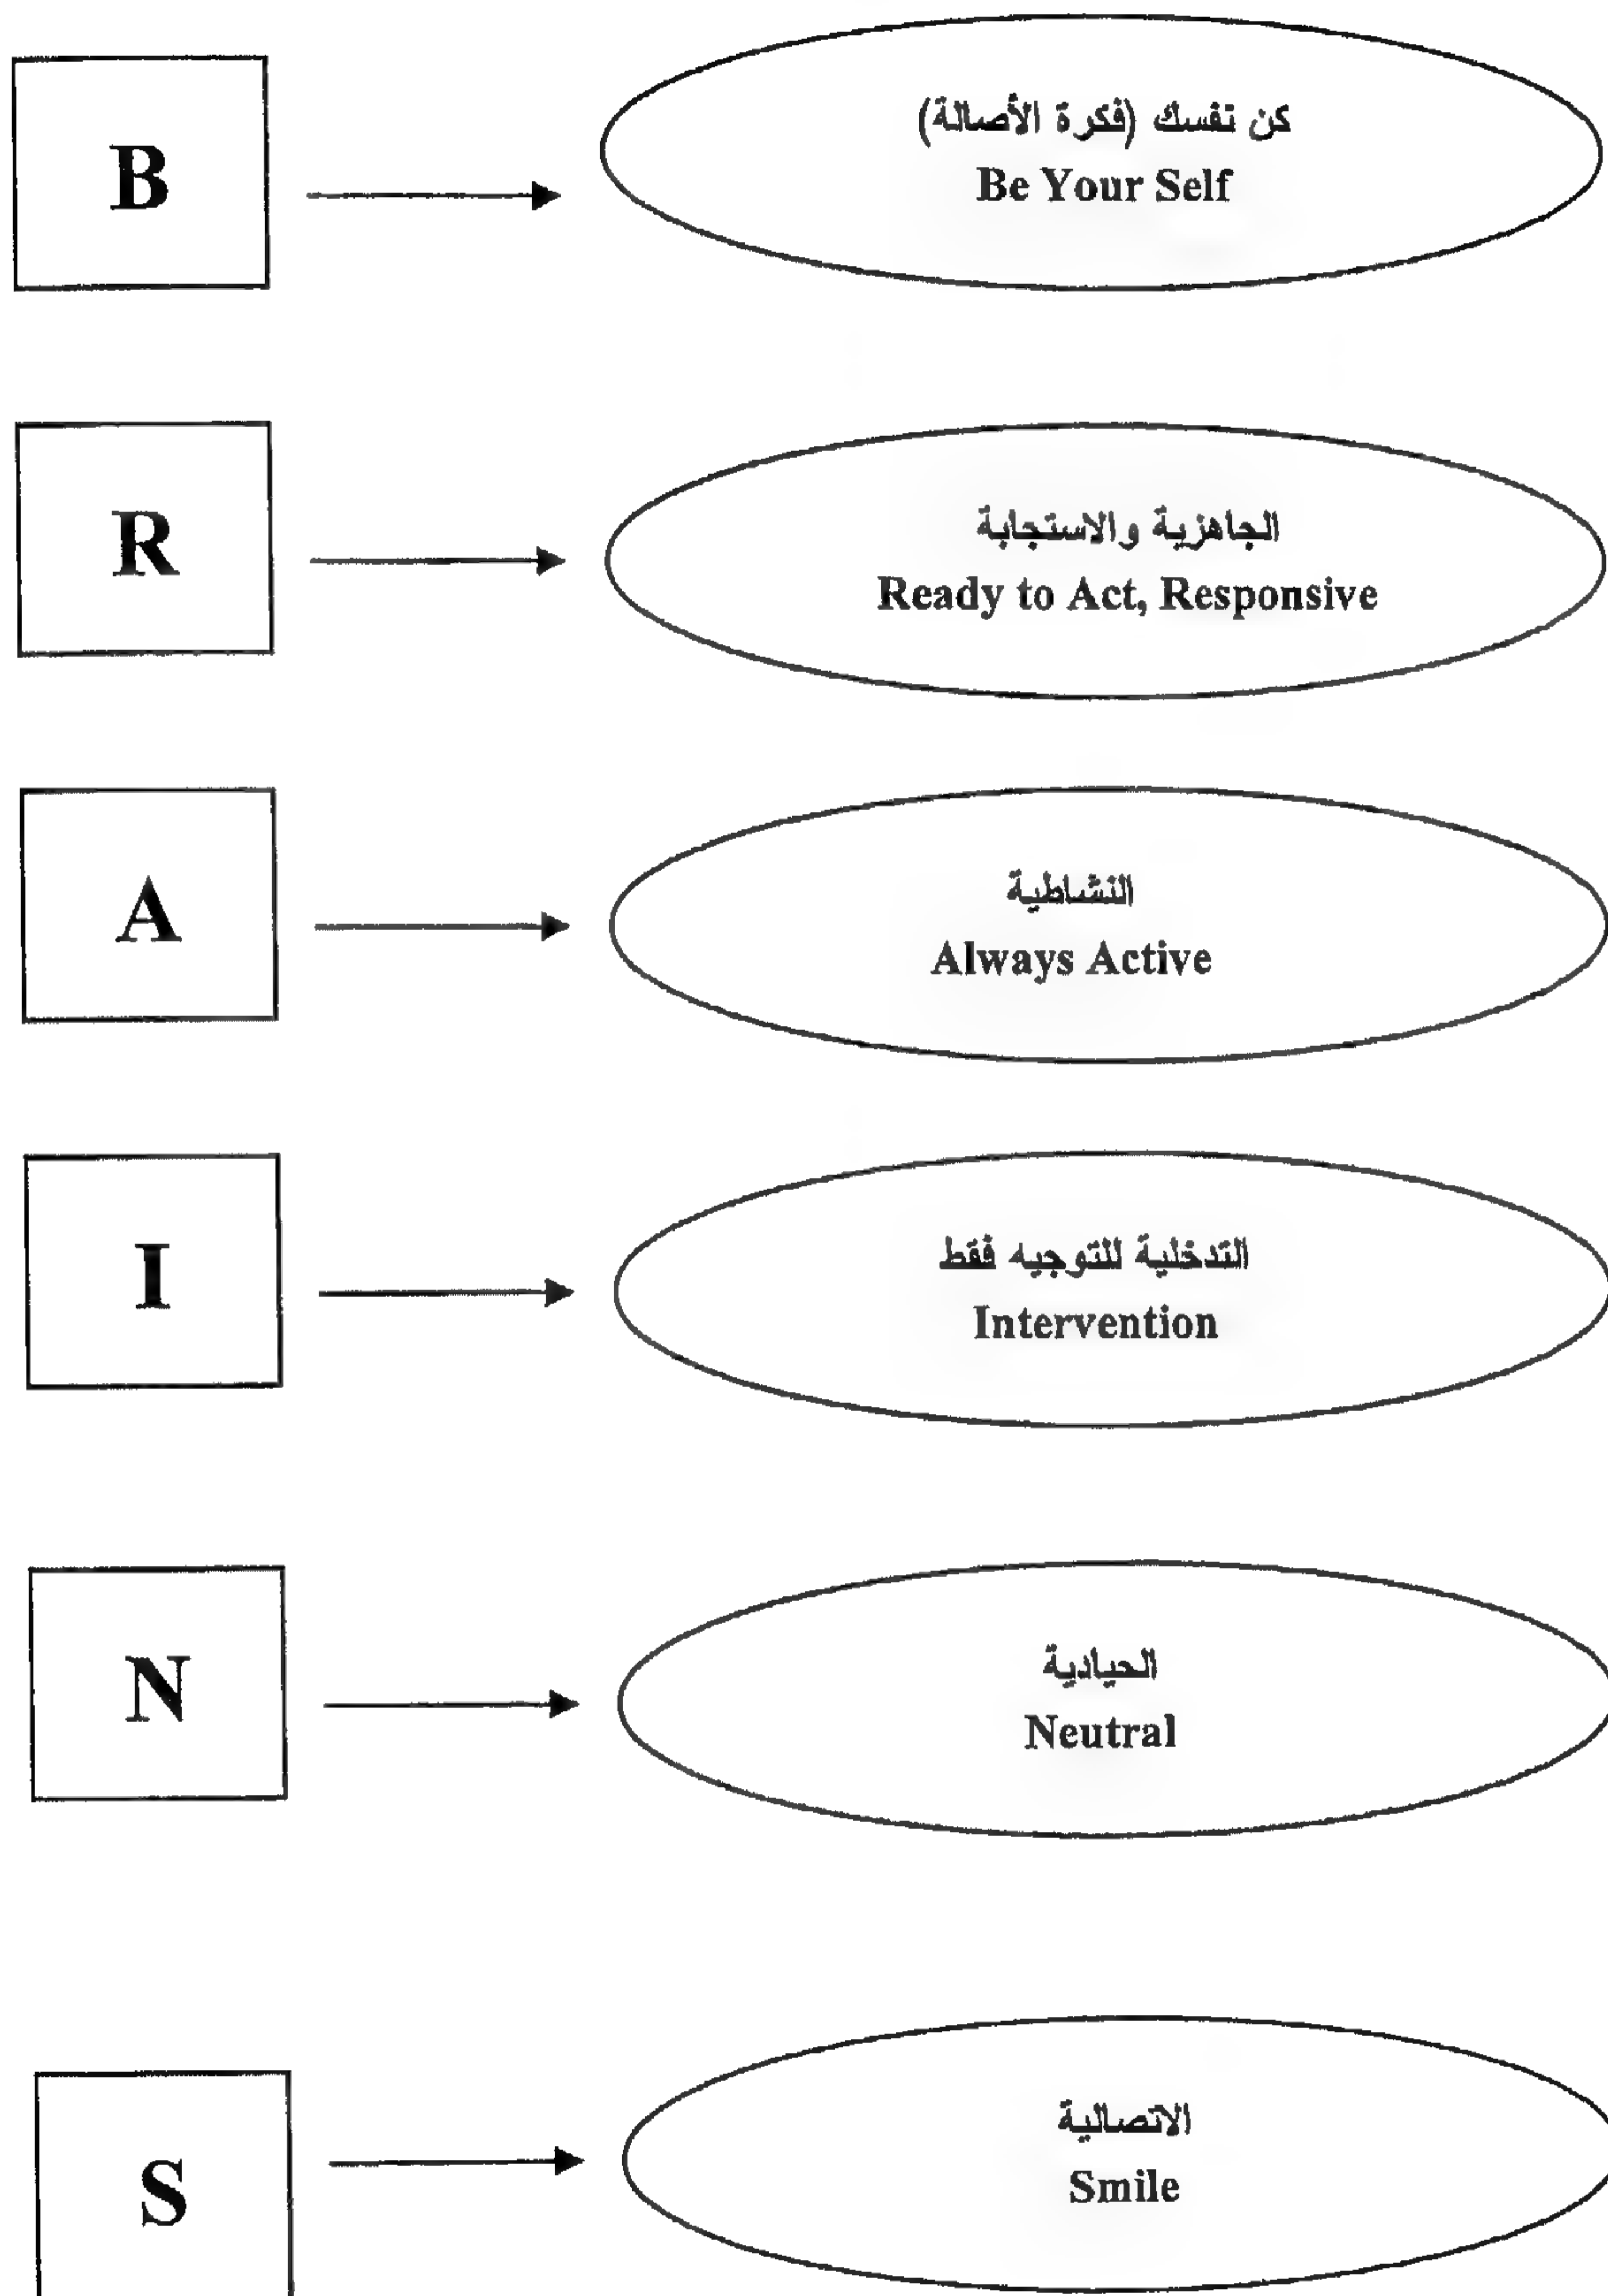 B
كن نفسك (فكرة الأصالة)
Be Your Self
R
الجاهزية والاستجابة
Ready to Act, Responsive
A
النشاطية
Always Active
I
التدخلية للتوجيه فقط
Intervention
N
الحيادية
Neutral
S
الاتصالية
Smile